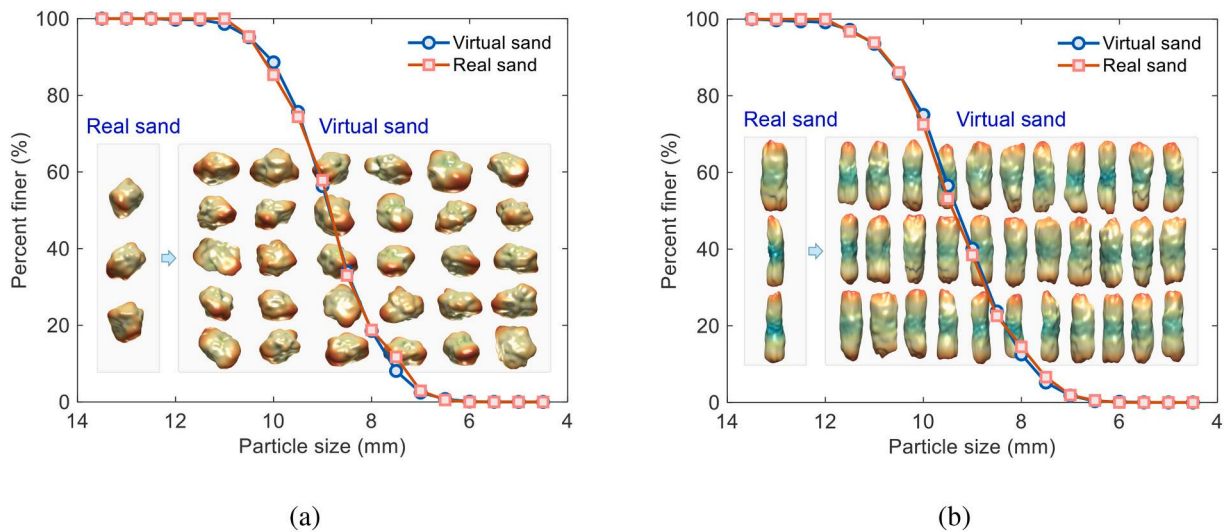 100
80
60
40
20
0
Percent finer (%)
Virtual sand
Real sand
Real sand
Virtual sand
14
12
10
8
6
4
Particle size (mm)
(a)
100
80
60
40
20
0
Percent finer (%)
Virtual sand
Real sand
Real sand
Virtual sand
14
12
10
8
6
4
Particle size (mm)
(b)